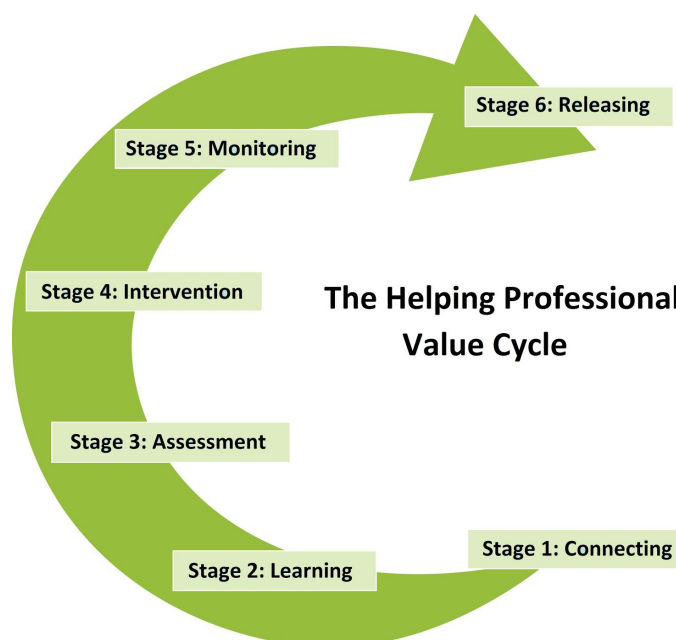 Stage 6: Releasing
Stage 5: Monitoring
Stage 4: Intervention
The Helping Professional
Value Cycle
Stage 3: Assessment
Stage 1: Connecting
Stage 2: Learning